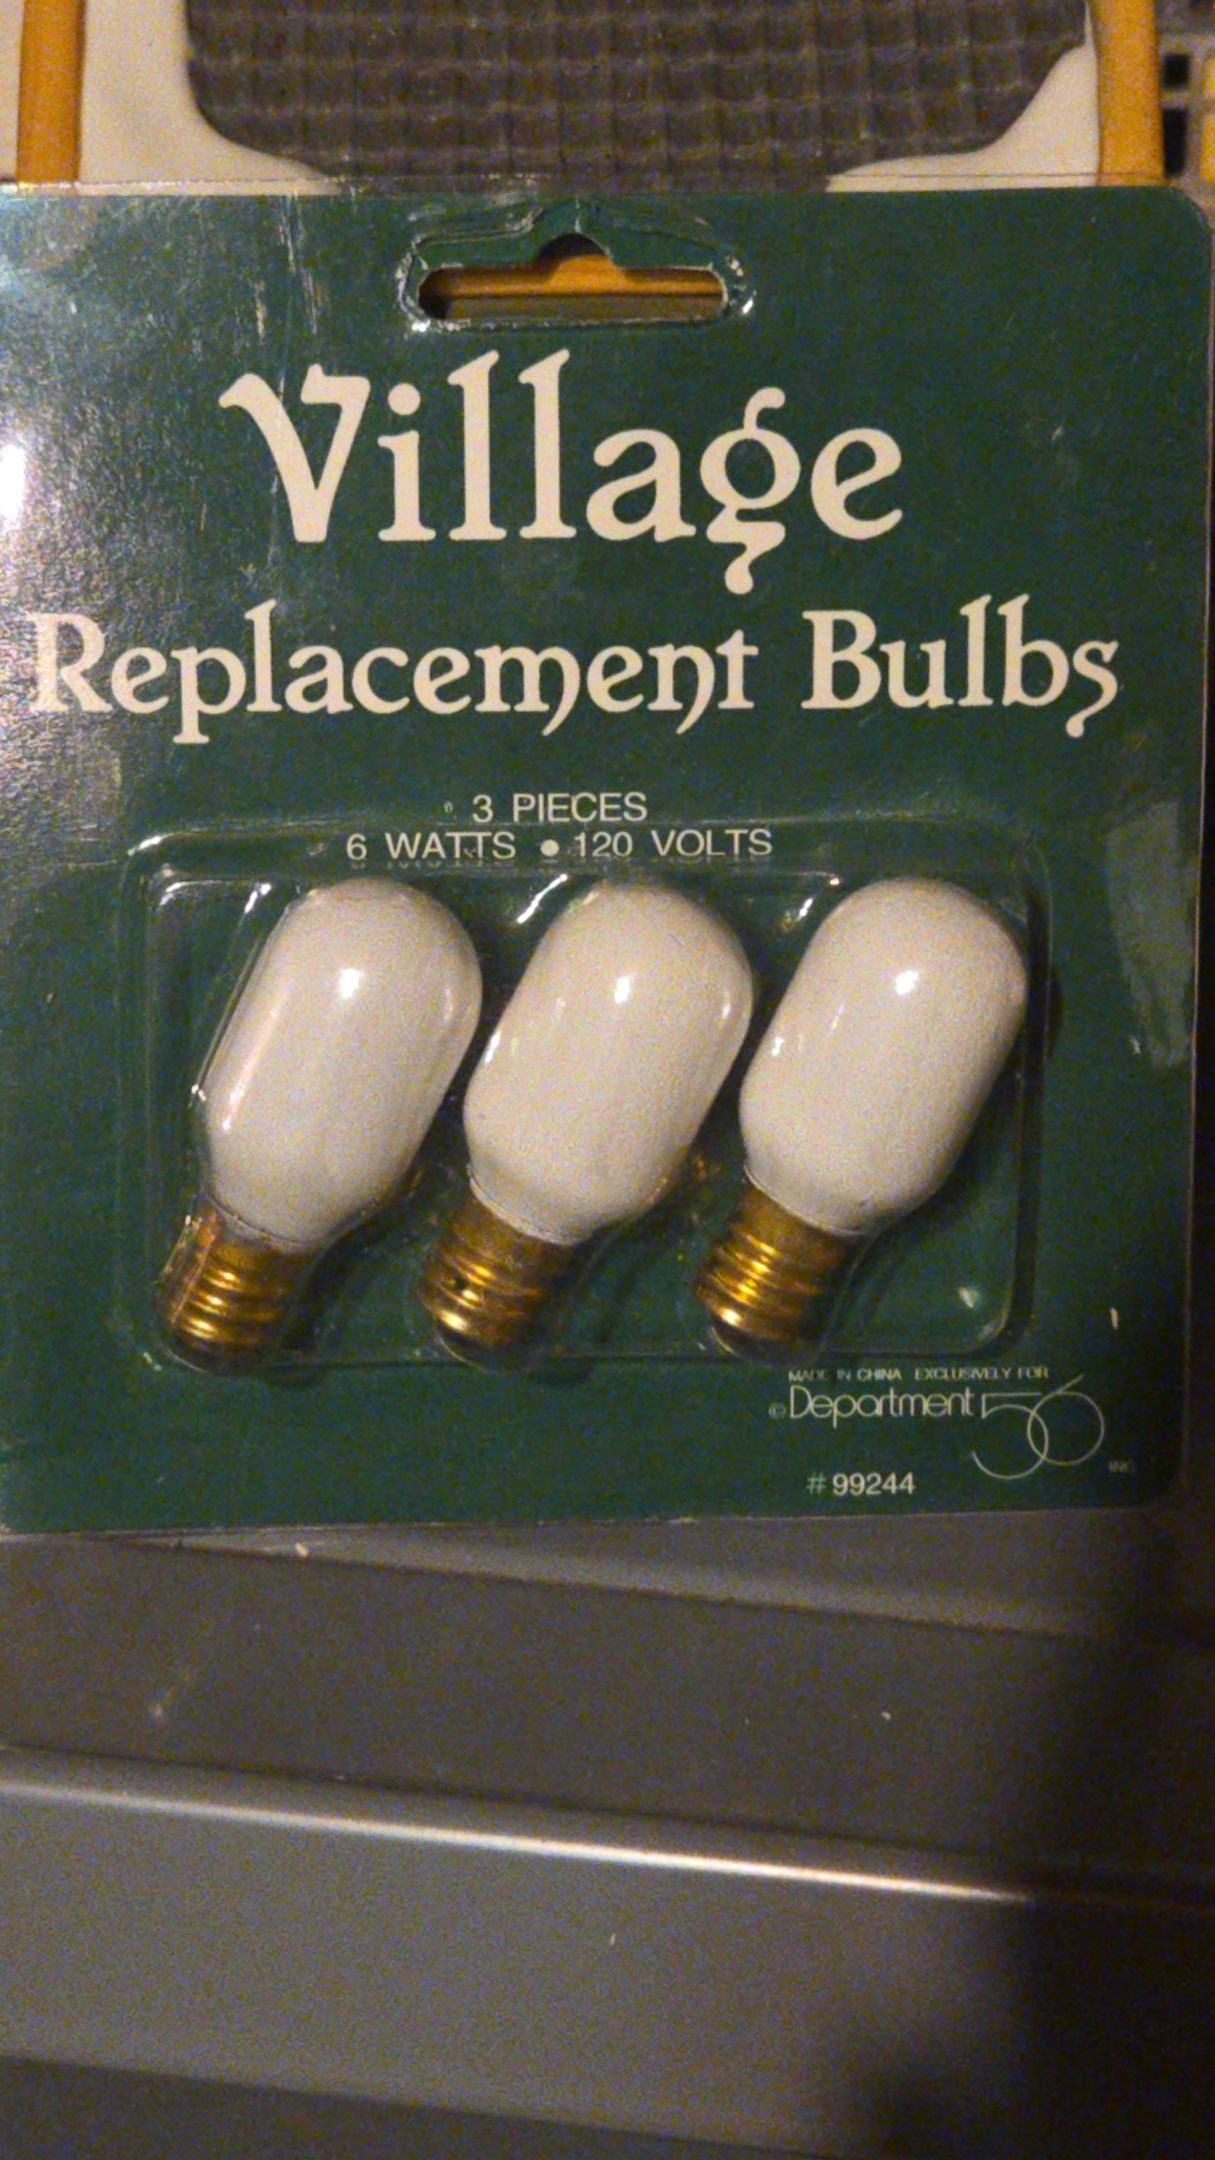 Village
Replacement Bulbs
3 PIECES
6 WATTS • 120 VOLTS
MADE IN CHINA EXCLUSIVELY FOR
© Department 56
INC.
# 99244